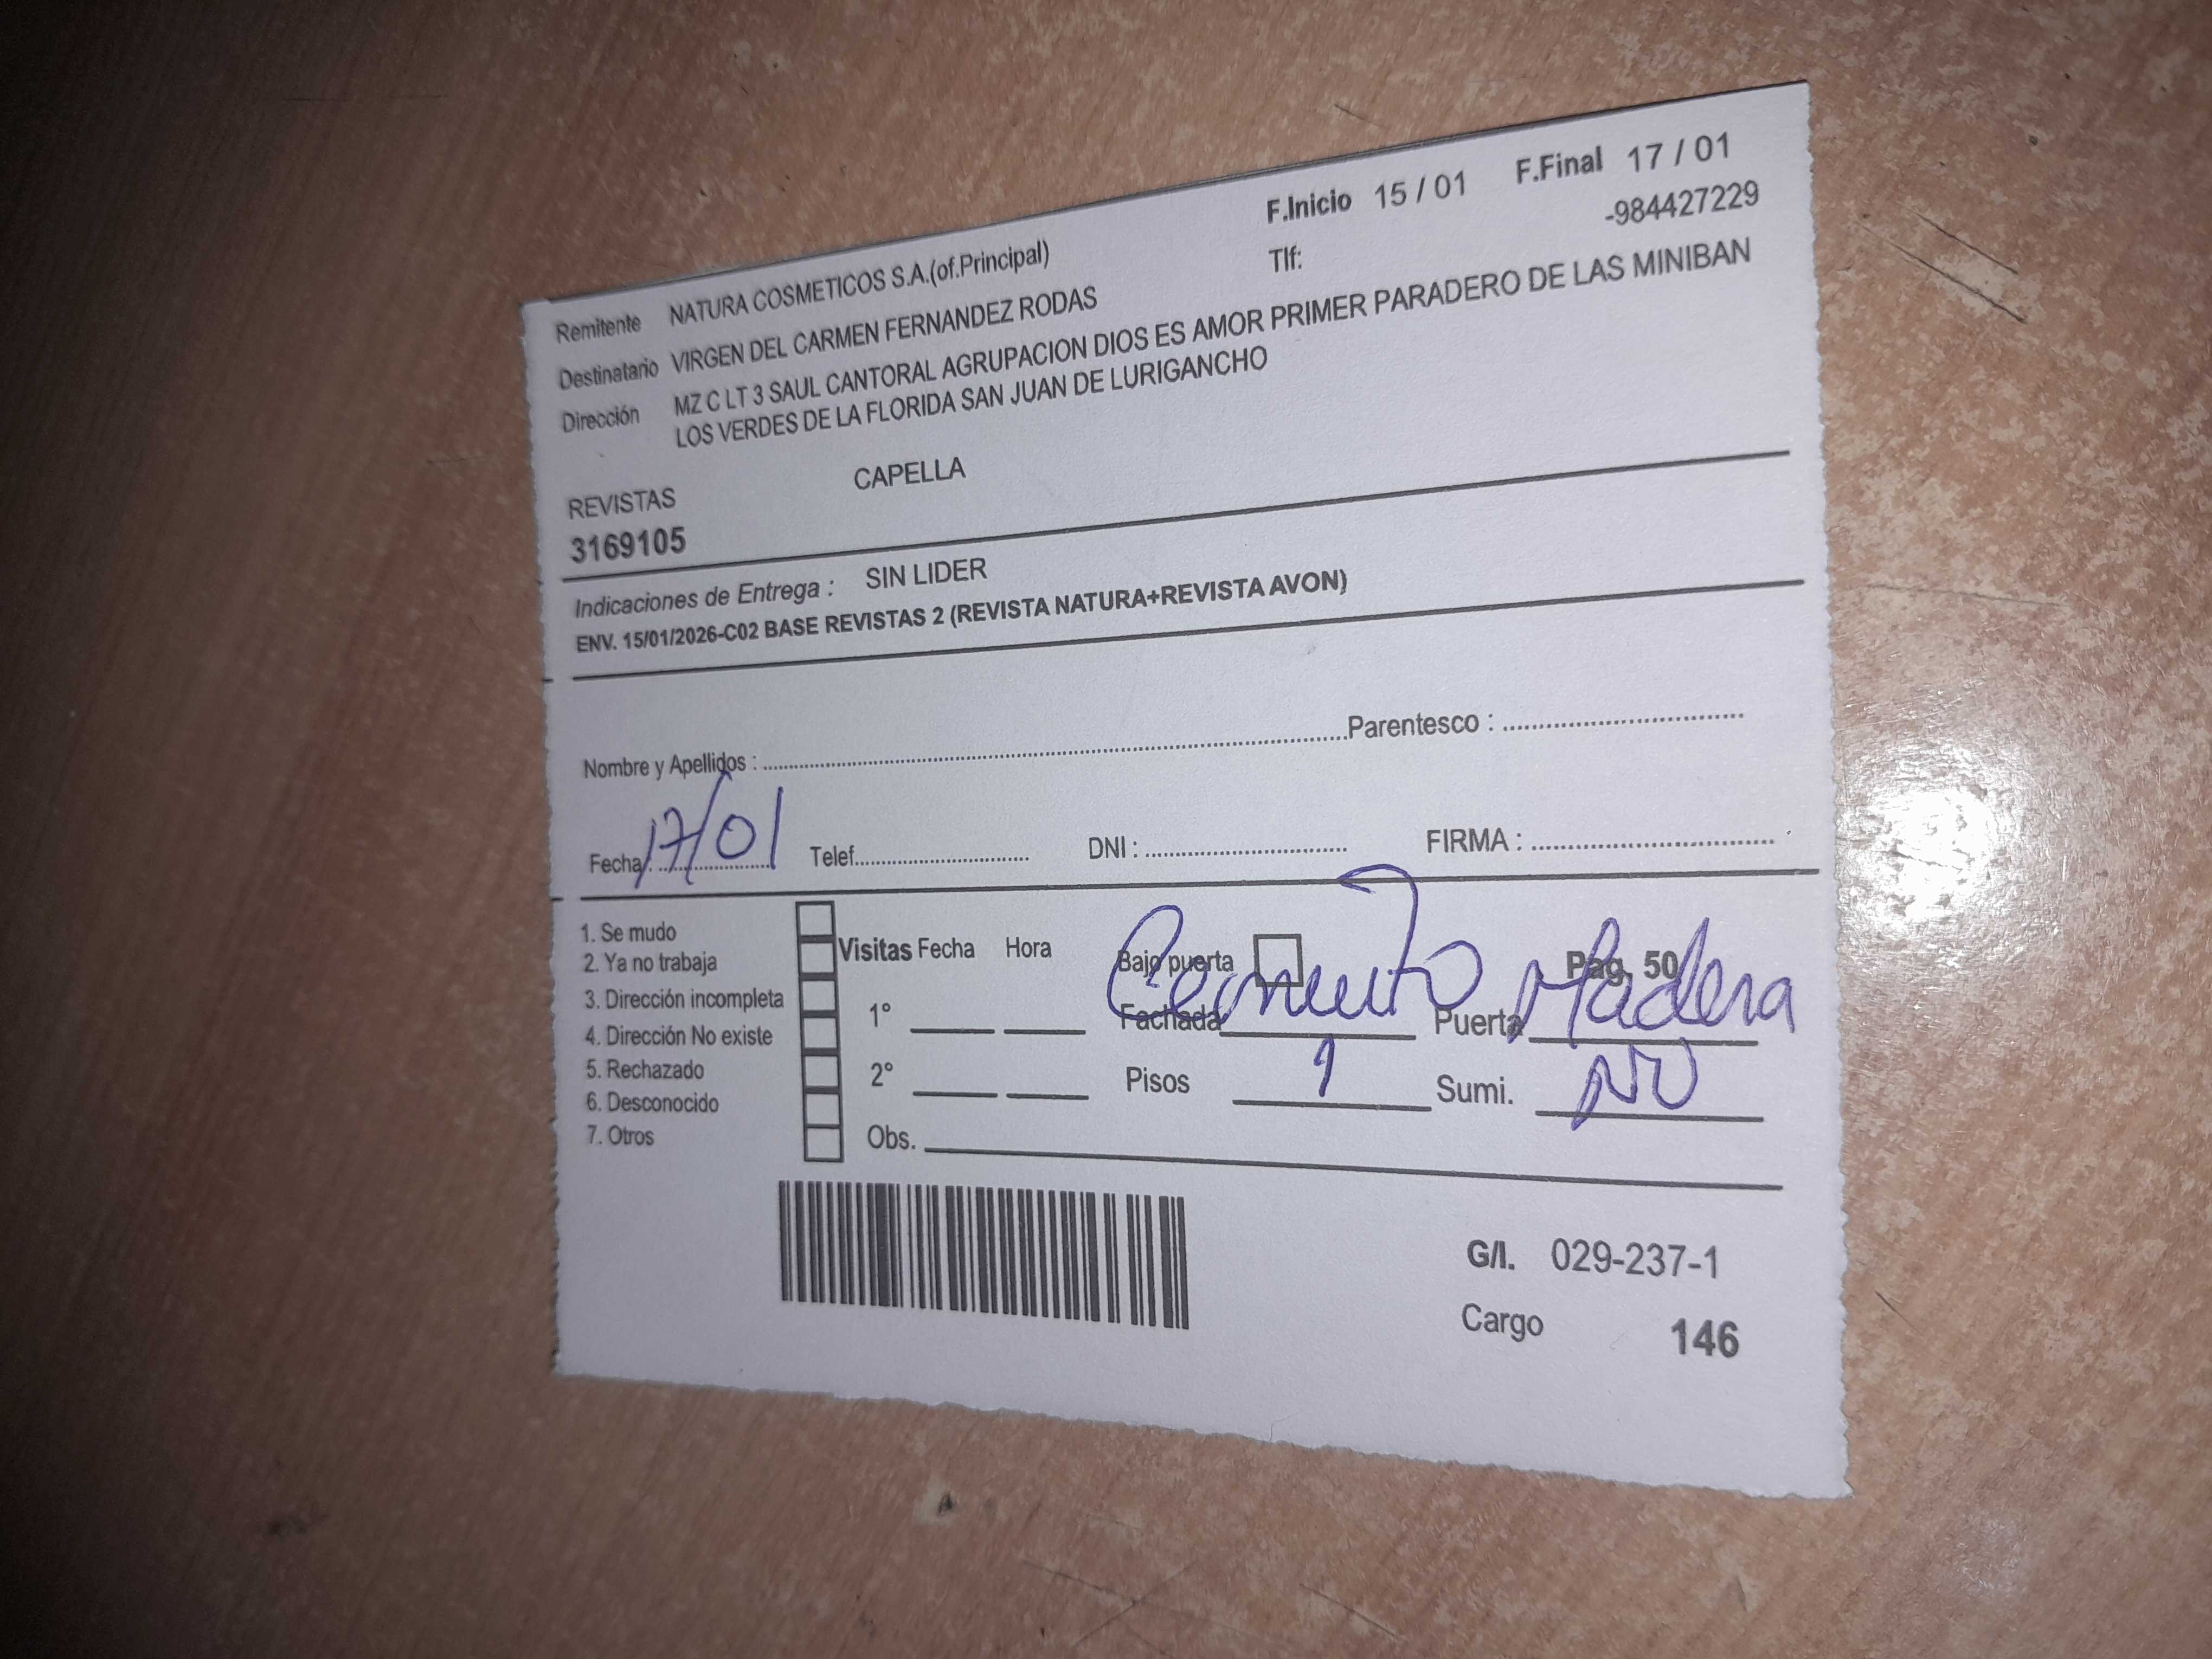 F.Inicio 15 / 01 F.Final 17 / 01
Remitente NATURA COSMETICOS S.A.(of.Principal) Tlf: -984427229
Destinatario VIRGEN DEL CARMEN FERNANDEZ RODAS
Dirección MZ C LT 3 SAUL CANTORAL AGRUPACION DIOS ES AMOR PRIMER PARADERO DE LAS MINIBAN
LOS VERDES DE LA FLORIDA SAN JUAN DE LURIGANCHO
REVISTAS CAPELLA
3169105
Indicaciones de Entrega : SIN LIDER
ENV. 15/01/2026-C02 BASE REVISTAS 2 (REVISTA NATURA+REVISTA AVON)
Nombre y Apellidos : Parentesco :
Fecha 17/01 Telef. DNI : FIRMA :
1. Se mudo
2. Ya no trabaja
3. Dirección incompleta
4. Dirección No existe
5. Rechazado
6. Desconocido
7. Otros
Visitas Fecha Hora
1°
2°
Obs.
Bajo puerta Pag. 50
Fachada Cemento Puerta Madera
Pisos 1 Sumi. NO
G/I. 029-237-1
Cargo 146